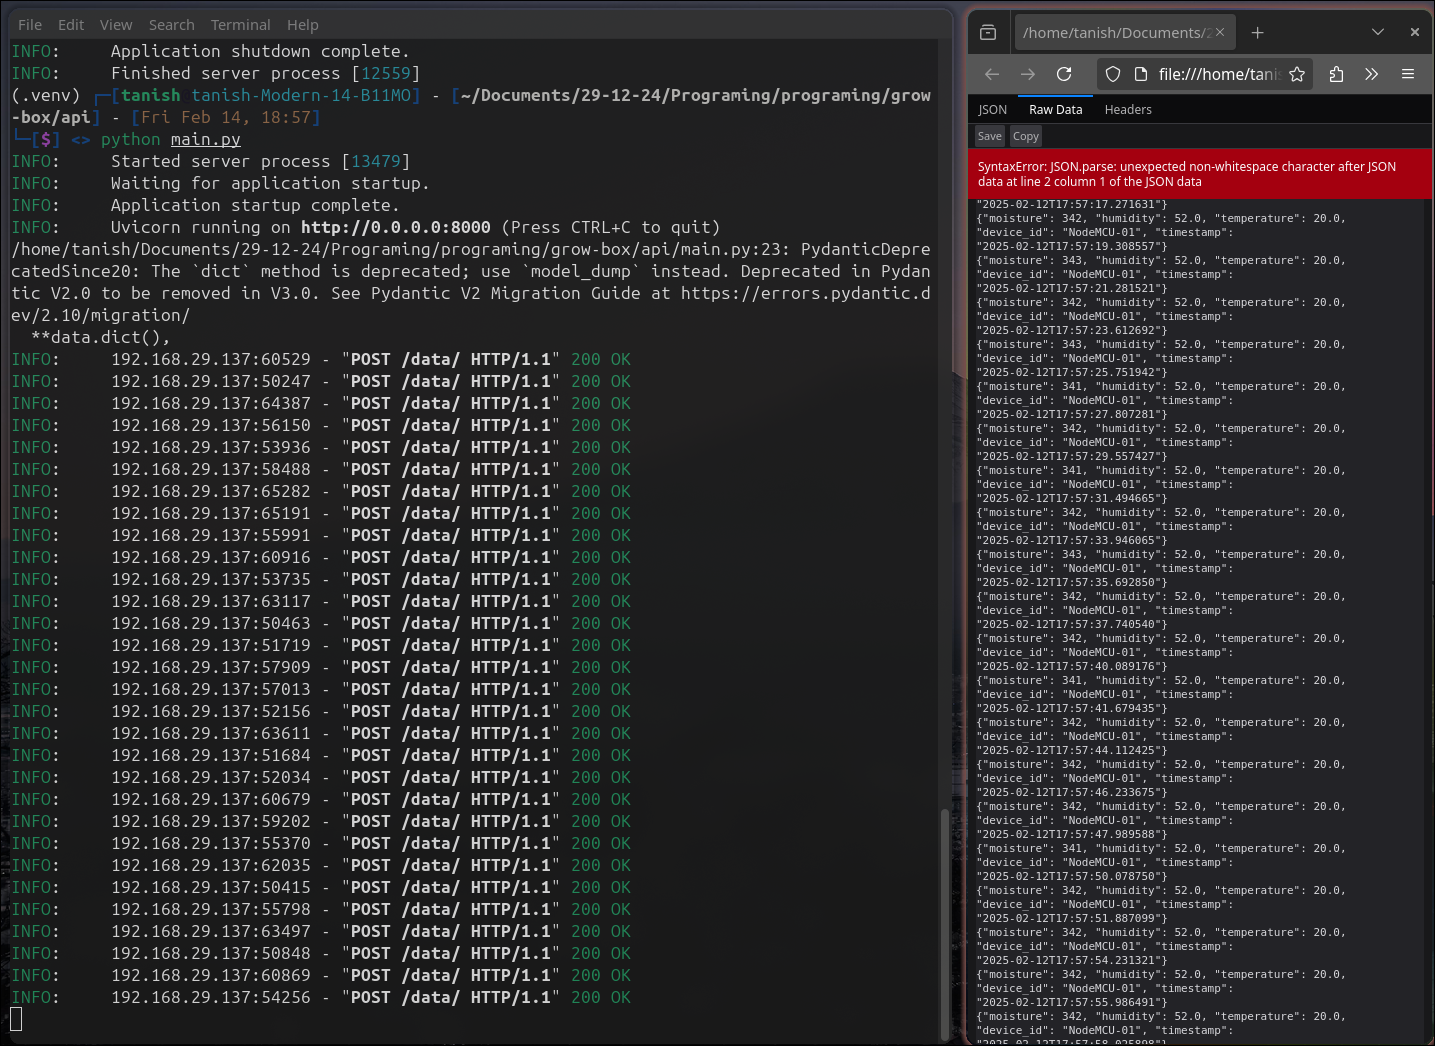 File Edit View Search Terminal Help
INFO:     Application shutdown complete.
INFO:     Finished server process [12559]
(.venv) ┌─[tanish tanish-Modern-14-B11MO] - [~/Documents/29-12-24/Programing/programing/grow
-box/api] - [Fri Feb 14, 18:57]
└─[$] <> python main.py
INFO:     Started server process [13479]
INFO:     Waiting for application startup.
INFO:     Application startup complete.
INFO:     Uvicorn running on http://0.0.0.0:8000 (Press CTRL+C to quit)
/home/tanish/Documents/29-12-24/Programing/programing/grow-box/api/main.py:23: PydanticDepre
catedSince20: The `dict` method is deprecated; use `model_dump` instead. Deprecated in Pydan
tic V2.0 to be removed in V3.0. See Pydantic V2 Migration Guide at https://errors.pydantic.d
ev/2.10/migration/
  **data.dict(),
INFO:     192.168.29.137:60529 - "POST /data/ HTTP/1.1" 200 OK
INFO:     192.168.29.137:50247 - "POST /data/ HTTP/1.1" 200 OK
INFO:     192.168.29.137:64387 - "POST /data/ HTTP/1.1" 200 OK
INFO:     192.168.29.137:56150 - "POST /data/ HTTP/1.1" 200 OK
INFO:     192.168.29.137:53936 - "POST /data/ HTTP/1.1" 200 OK
INFO:     192.168.29.137:58488 - "POST /data/ HTTP/1.1" 200 OK
INFO:     192.168.29.137:65282 - "POST /data/ HTTP/1.1" 200 OK
INFO:     192.168.29.137:65191 - "POST /data/ HTTP/1.1" 200 OK
INFO:     192.168.29.137:55991 - "POST /data/ HTTP/1.1" 200 OK
INFO:     192.168.29.137:60916 - "POST /data/ HTTP/1.1" 200 OK
INFO:     192.168.29.137:53735 - "POST /data/ HTTP/1.1" 200 OK
INFO:     192.168.29.137:63117 - "POST /data/ HTTP/1.1" 200 OK
INFO:     192.168.29.137:50463 - "POST /data/ HTTP/1.1" 200 OK
INFO:     192.168.29.137:51719 - "POST /data/ HTTP/1.1" 200 OK
INFO:     192.168.29.137:57909 - "POST /data/ HTTP/1.1" 200 OK
INFO:     192.168.29.137:57013 - "POST /data/ HTTP/1.1" 200 OK
INFO:     192.168.29.137:52156 - "POST /data/ HTTP/1.1" 200 OK
INFO:     192.168.29.137:63611 - "POST /data/ HTTP/1.1" 200 OK
INFO:     192.168.29.137:51684 - "POST /data/ HTTP/1.1" 200 OK
INFO:     192.168.29.137:52034 - "POST /data/ HTTP/1.1" 200 OK
INFO:     192.168.29.137:60679 - "POST /data/ HTTP/1.1" 200 OK
INFO:     192.168.29.137:59202 - "POST /data/ HTTP/1.1" 200 OK
INFO:     192.168.29.137:55370 - "POST /data/ HTTP/1.1" 200 OK
INFO:     192.168.29.137:62035 - "POST /data/ HTTP/1.1" 200 OK
INFO:     192.168.29.137:50415 - "POST /data/ HTTP/1.1" 200 OK
INFO:     192.168.29.137:55798 - "POST /data/ HTTP/1.1" 200 OK
INFO:     192.168.29.137:63497 - "POST /data/ HTTP/1.1" 200 OK
INFO:     192.168.29.137:50848 - "POST /data/ HTTP/1.1" 200 OK
INFO:     192.168.29.137:60869 - "POST /data/ HTTP/1.1" 200 OK
INFO:     192.168.29.137:54256 - "POST /data/ HTTP/1.1" 200 OK
/home/tanish/Documents/2
file:///home/tanis
JSON Raw Data Headers
Save Copy
SyntaxError: JSON.parse: unexpected non-whitespace character after JSON
data at line 2 column 1 of the JSON data
"2025-02-12T17:57:17.271631"}
{"moisture": 342, "humidity": 52.0, "temperature": 20.0,
"device_id": "NodeMCU-01", "timestamp":
"2025-02-12T17:57:19.308557"}
{"moisture": 343, "humidity": 52.0, "temperature": 20.0,
"device_id": "NodeMCU-01", "timestamp":
"2025-02-12T17:57:21.281521"}
{"moisture": 342, "humidity": 52.0, "temperature": 20.0,
"device_id": "NodeMCU-01", "timestamp":
"2025-02-12T17:57:23.612692"}
{"moisture": 343, "humidity": 52.0, "temperature": 20.0,
"device_id": "NodeMCU-01", "timestamp":
"2025-02-12T17:57:25.751942"}
{"moisture": 341, "humidity": 52.0, "temperature": 20.0,
"device_id": "NodeMCU-01", "timestamp":
"2025-02-12T17:57:27.807281"}
{"moisture": 342, "humidity": 52.0, "temperature": 20.0,
"device_id": "NodeMCU-01", "timestamp":
"2025-02-12T17:57:29.557427"}
{"moisture": 341, "humidity": 52.0, "temperature": 20.0,
"device_id": "NodeMCU-01", "timestamp":
"2025-02-12T17:57:31.494665"}
{"moisture": 342, "humidity": 52.0, "temperature": 20.0,
"device_id": "NodeMCU-01", "timestamp":
"2025-02-12T17:57:33.946065"}
{"moisture": 343, "humidity": 52.0, "temperature": 20.0,
"device_id": "NodeMCU-01", "timestamp":
"2025-02-12T17:57:35.692850"}
{"moisture": 342, "humidity": 52.0, "temperature": 20.0,
"device_id": "NodeMCU-01", "timestamp":
"2025-02-12T17:57:37.740540"}
{"moisture": 342, "humidity": 52.0, "temperature": 20.0,
"device_id": "NodeMCU-01", "timestamp":
"2025-02-12T17:57:40.089176"}
{"moisture": 341, "humidity": 52.0, "temperature": 20.0,
"device_id": "NodeMCU-01", "timestamp":
"2025-02-12T17:57:41.679435"}
{"moisture": 342, "humidity": 52.0, "temperature": 20.0,
"device_id": "NodeMCU-01", "timestamp":
"2025-02-12T17:57:44.112425"}
{"moisture": 342, "humidity": 52.0, "temperature": 20.0,
"device_id": "NodeMCU-01", "timestamp":
"2025-02-12T17:57:46.233675"}
{"moisture": 342, "humidity": 52.0, "temperature": 20.0,
"device_id": "NodeMCU-01", "timestamp":
"2025-02-12T17:57:47.989588"}
{"moisture": 341, "humidity": 52.0, "temperature": 20.0,
"device_id": "NodeMCU-01", "timestamp":
"2025-02-12T17:57:50.078750"}
{"moisture": 342, "humidity": 52.0, "temperature": 20.0,
"device_id": "NodeMCU-01", "timestamp":
"2025-02-12T17:57:51.887099"}
{"moisture": 342, "humidity": 52.0, "temperature": 20.0,
"device_id": "NodeMCU-01", "timestamp":
"2025-02-12T17:57:54.231321"}
{"moisture": 342, "humidity": 52.0, "temperature": 20.0,
"device_id": "NodeMCU-01", "timestamp":
"2025-02-12T17:57:55.986491"}
{"moisture": 342, "humidity": 52.0, "temperature": 20.0,
"device_id": "NodeMCU-01", "timestamp":
"2025-02-12T17:57:58.025898"}